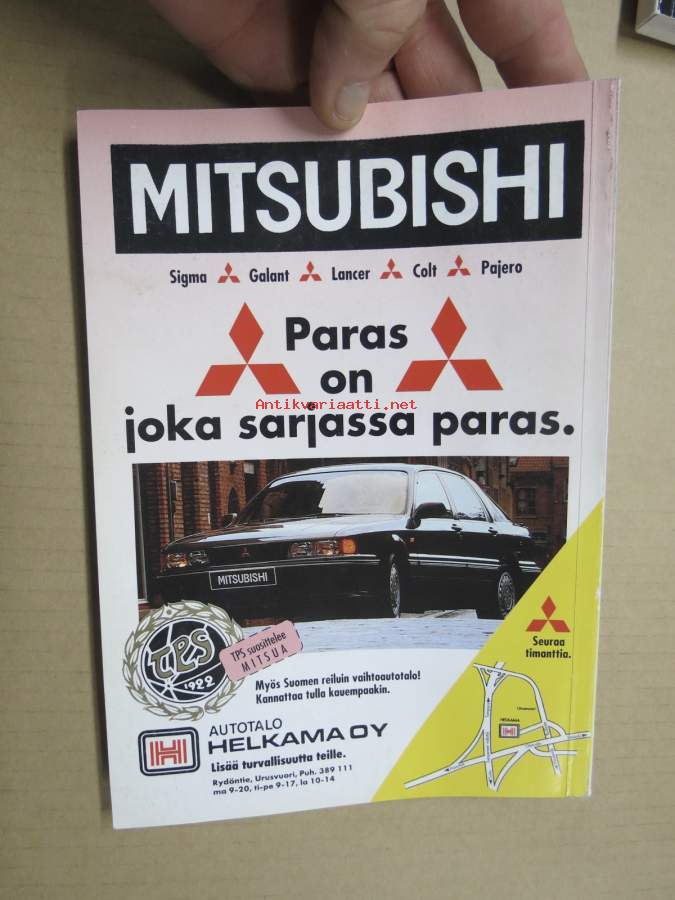 MITSUBISHI
Sigma Galant Lancer Colt Pajero
Paras
on
Antikvariaatti.net
joka sarjassa paras.
MITSUBISHI
TPS
1922
TPS suosittelee
MITSUA
Seuraa
timanttia.
Myös Suomen reiluin vaihtoautotalo!
Kannattaa tulla kauempaakin.
HELKAMA
H
AUTOTALO
HELKAMA OY
Lisää turvallisuutta teille.
Rydöntie, Urusvuori, Puh. 389 111
ma 9-20, ti-pe 9-17, la 10-14